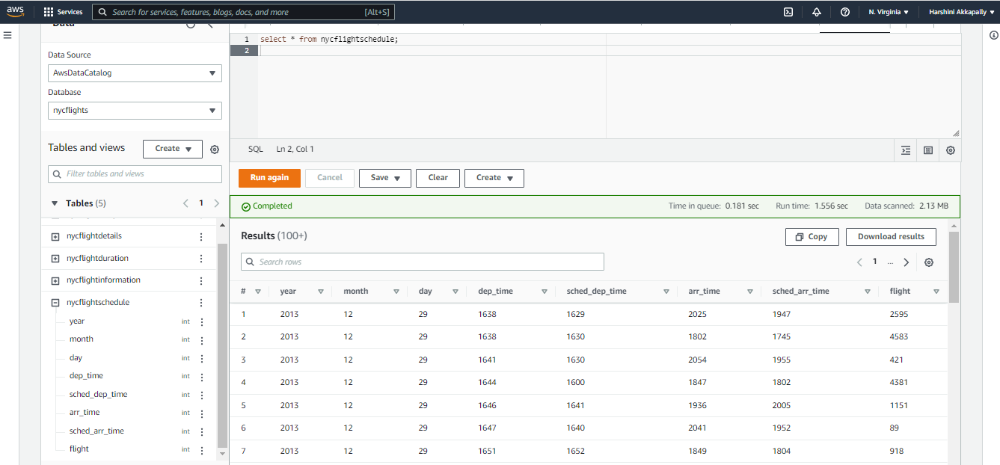 aws Services Search for services, features, blogs, docs, and more [Alt+S] N. Virginia Harshini Akkapally
Data
Data Source
AwsDataCatalog
Database
nycflights
Tables and views Create
Filter tables and views
Tables (5) 1
nycflightdetails
nycflightduration
nycflightinformation
nycflightschedule
year int
month int
day int
dep_time int
sched_dep_time int
arr_time int
sched_arr_time int
flight int
1 select * from nycflightschedule;
2
SQL Ln 2, Col 1
Run again Cancel Save Clear Create
Completed Time in queue: 0.181 sec Run time: 1.556 sec Data scanned: 2.13 MB
Results (100+) Copy Download results
Search rows 1 ...
# year month day dep_time sched_dep_time arr_time sched_arr_time flight
1 2013 12 29 1638 1629 2025 1947 2595
2 2013 12 29 1638 1630 1802 1745 4583
3 2013 12 29 1641 1630 2054 1955 421
4 2013 12 29 1644 1600 1847 1802 4381
5 2013 12 29 1646 1641 1936 2005 1151
6 2013 12 29 1647 1640 2041 1952 89
7 2013 12 29 1651 1652 1849 1804 918